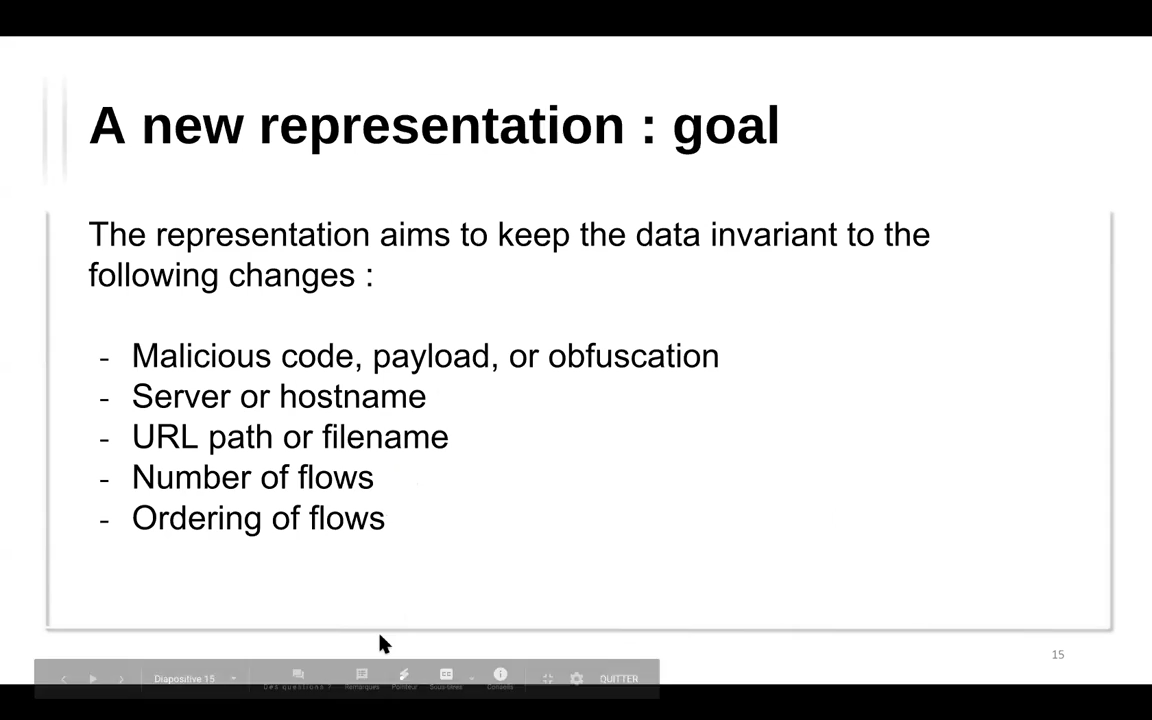 A new representation : goal
The representation aims to keep the data invariant to the
following changes :
- Malicious code, payload, or obfuscation
- Server or hostname
- URL path or filename
- Number of flows
- Ordering of flows
15
Diapositive 15
Des questions ?
Remarques
Pointeur
Sous-titres
Conseils
QUITTER